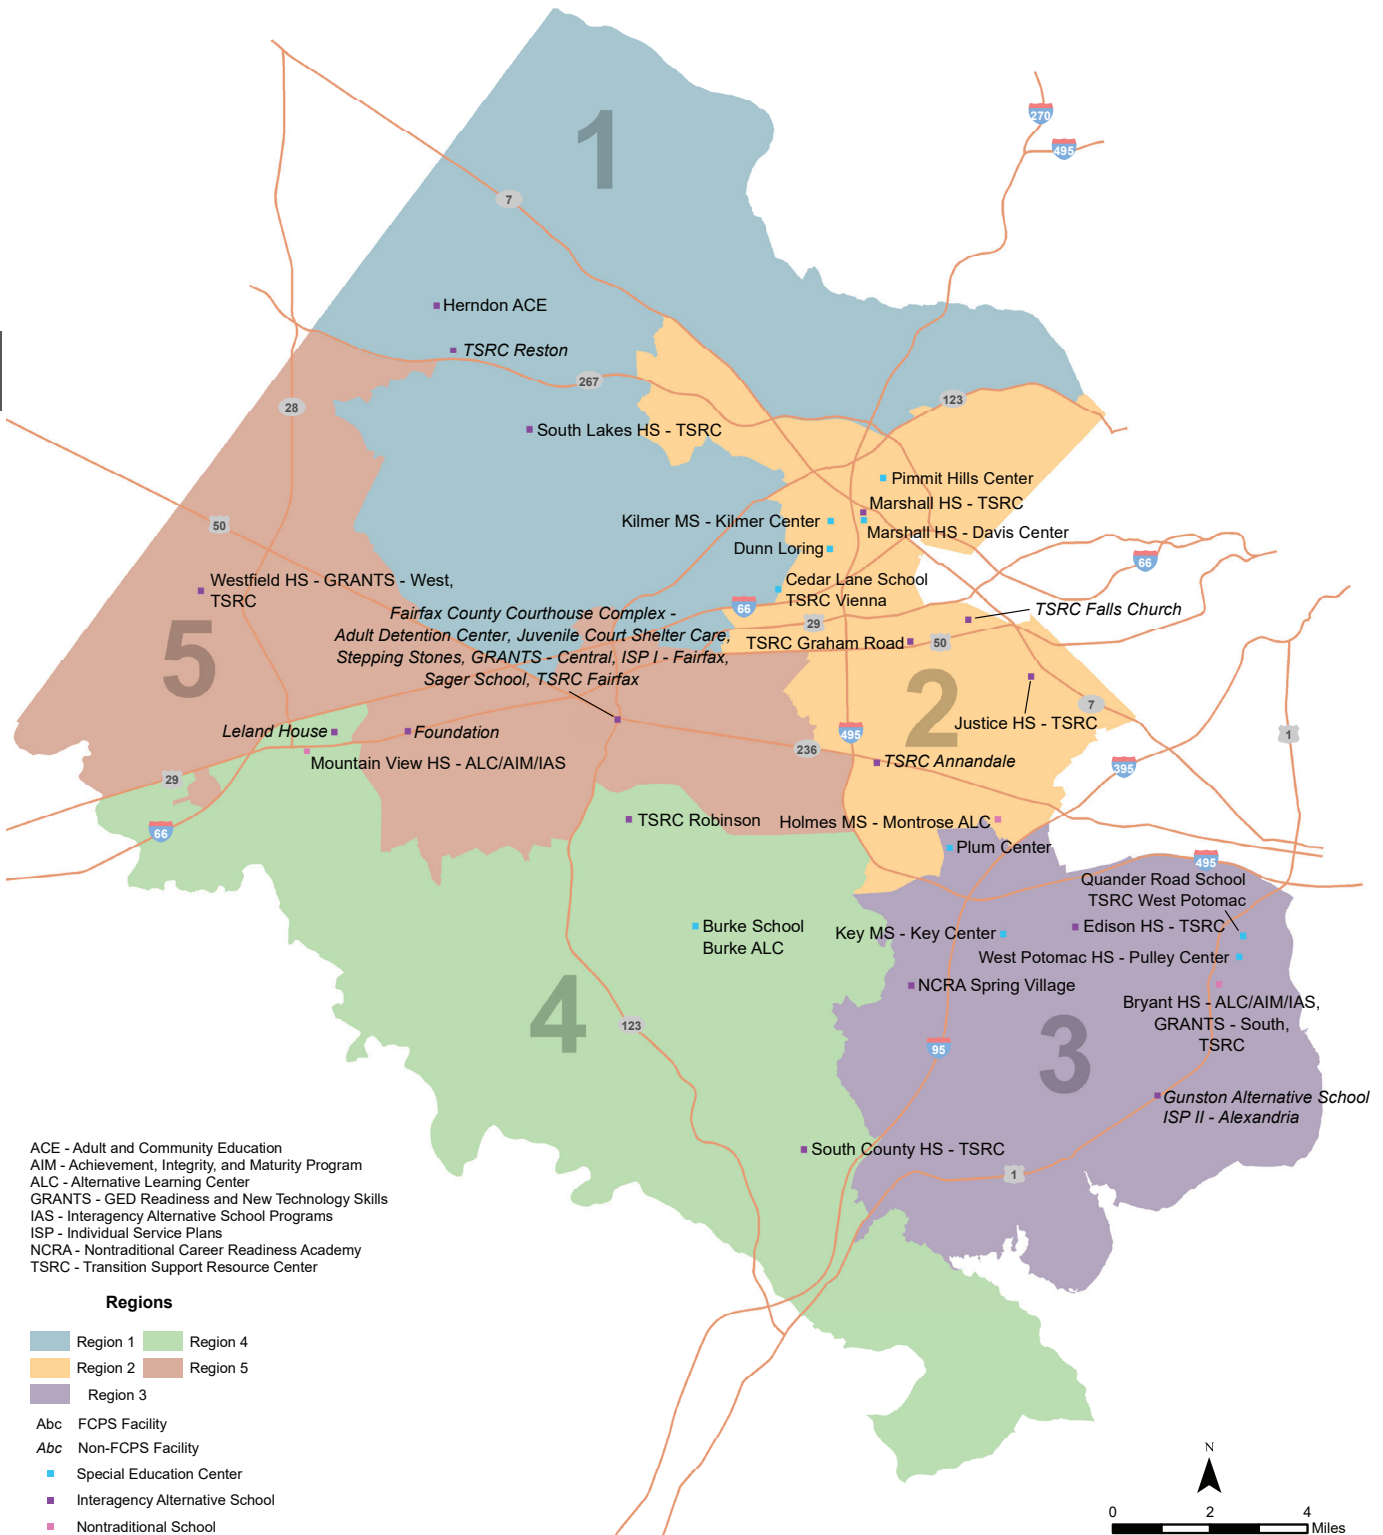 1
270
495
7
Herndon ACE
TSRC Reston
267
123
28
South Lakes HS - TSRC
Pimmit Hills Center
Marshall HS - TSRC
Kilmer MS - Kilmer Center
50
Marshall HS - Davis Center
Dunn Loring
66
Westfield HS - GRANTS - West,
TSRC
Cedar Lane School
TSRC Vienna
66
Fairfax County Courthouse Complex -
Adult Detention Center, Juvenile Court Shelter Care,
Stepping Stones, GRANTS - Central, ISP I - Fairfax,
Sager School, TSRC Fairfax
TSRC Falls Church
29
TSRC Graham Road
50
5
2
7
Justice HS - TSRC
Leland House
Foundation
495
1
236
Mountain View HS - ALC/AIM/IAS
TSRC Annandale
395
29
TSRC Robinson
Holmes MS - Montrose ALC
66
Plum Center
495
Quander Road School
TSRC West Potomac
Burke School
Burke ALC
Key MS - Key Center
Edison HS - TSRC
West Potomac HS - Pulley Center
NCRA Spring Village
Bryant HS - ALC/AIM/IAS,
GRANTS - South,
TSRC
4
123
95
3
Gunston Alternative School
ISP II - Alexandria
South County HS - TSRC
1
ACE - Adult and Community Education
AIM - Achievement, Integrity, and Maturity Program
ALC - Alternative Learning Center
GRANTS - GED Readiness and New Technology Skills
IAS - Interagency Alternative School Programs
ISP - Individual Service Plans
NCRA - Nontraditional Career Readiness Academy
TSRC - Transition Support Resource Center
Regions
Region 1
Region 4
Region 2
Region 5
Region 3
Abc FCPS Facility
Abc Non-FCPS Facility
Special Education Center
Interagency Alternative School
Nontraditional School
N
0 2 4
Miles